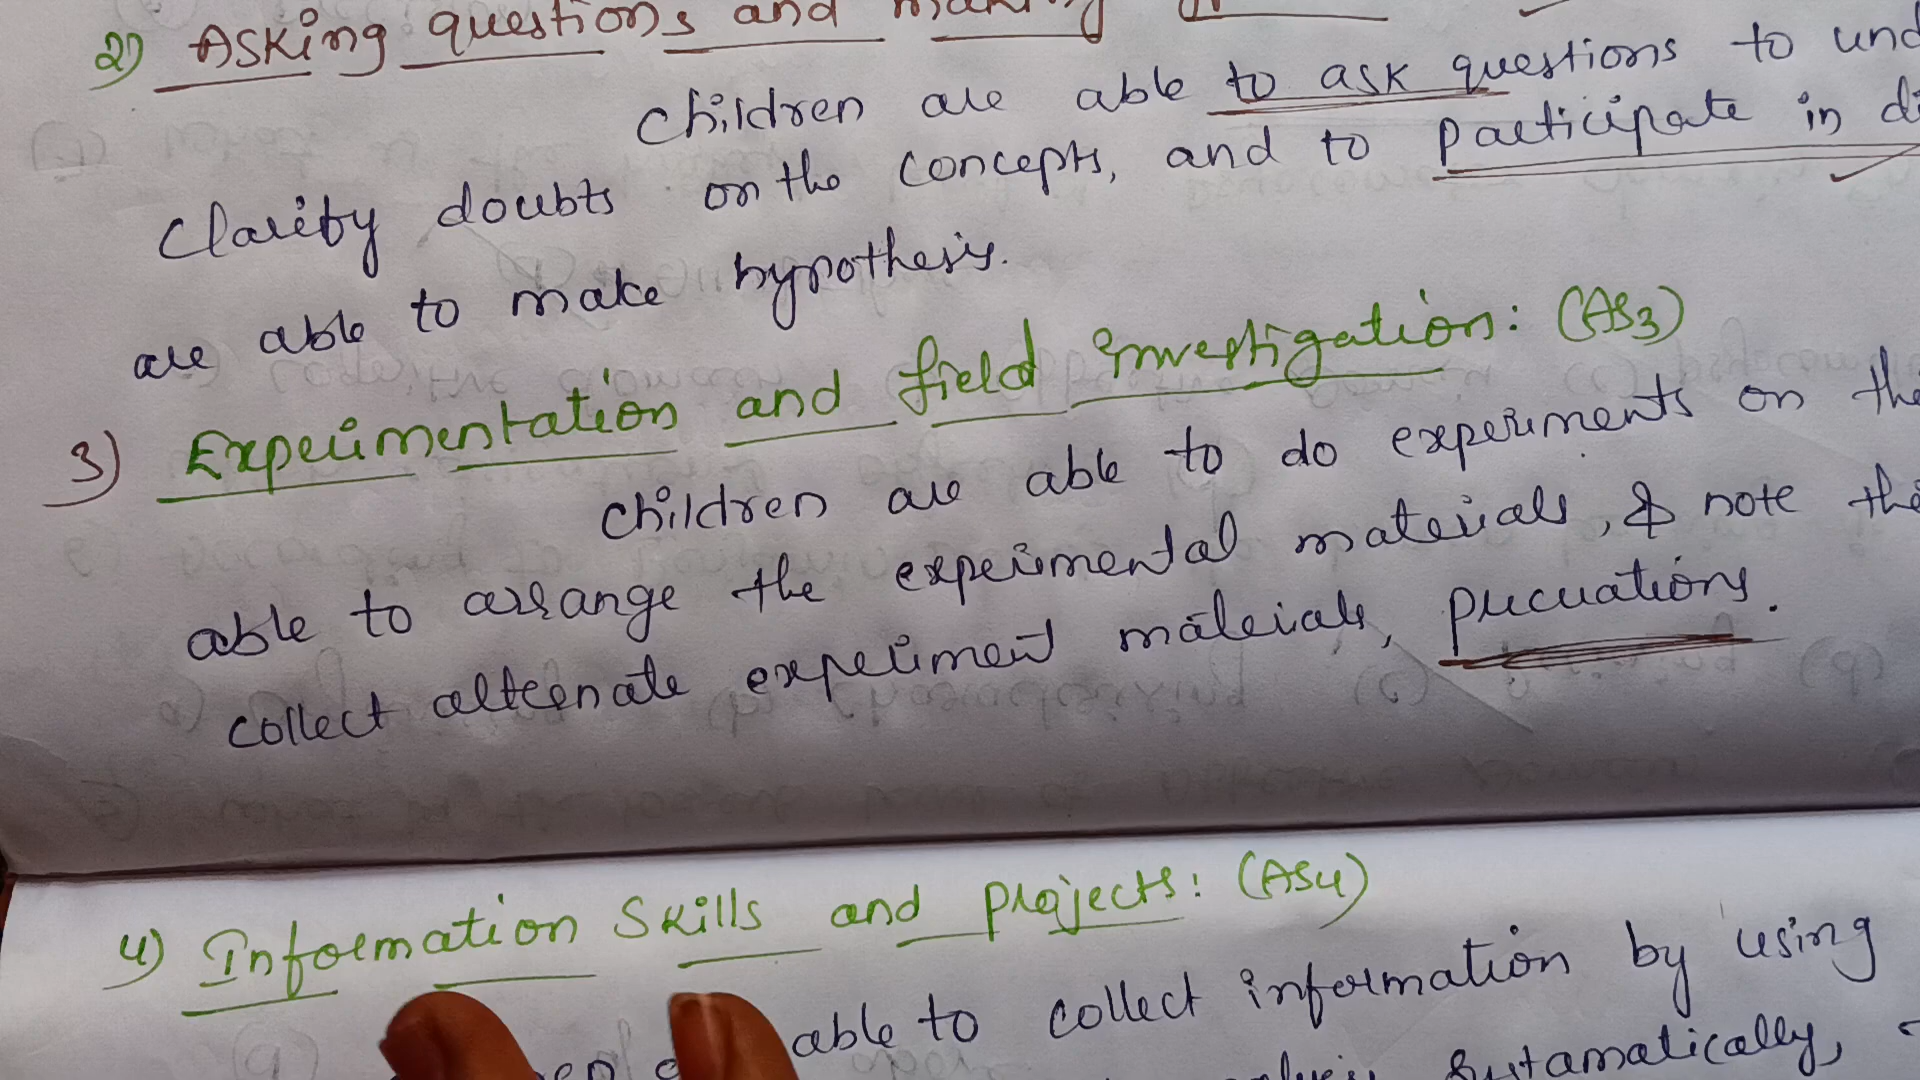 2) Asking questions and making
Children are able to ask questions to
Clarify doubts on the concepts, and to participate in
are able to make hypothesis.
3) Experimentation and field investigation: (AS3)
Children are able to do experiments on
able to arrange the experimental materials, & note
collect alternate experiment materials, precuations.
4) Information Skills and projects: (AS4)
able to collect information by using
systamatically,